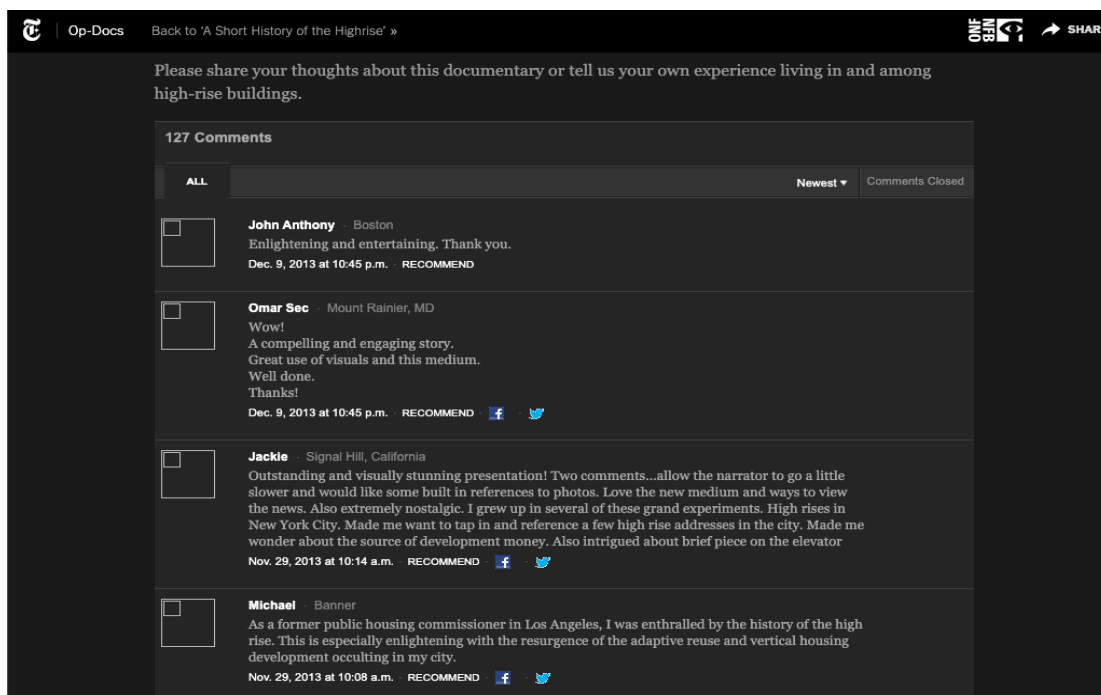 T Op-Docs Back to 'A Short History of the Highrise' » ONF NFB SHAR
Please share your thoughts about this documentary or tell us your own experience living in and among
high-rise buildings.
127 Comments
ALL Newest ▾ Comments Closed
John Anthony · Boston
Enlightening and entertaining. Thank you.
Dec. 9, 2013 at 10:45 p.m. · RECOMMEND
Omar Sec · Mount Rainier, MD
Wow!
A compelling and engaging story.
Great use of visuals and this medium.
Well done.
Thanks!
Dec. 9, 2013 at 10:45 p.m. · RECOMMEND · f · 
Jackie · Signal Hill, California
Outstanding and visually stunning presentation! Two comments...allow the narrator to go a little
slower and would like some built in references to photos. Love the new medium and ways to view
the news. Also extremely nostalgic. I grew up in several of these grand experiments. High rises in
New York City. Made me want to tap in and reference a few high rise addresses in the city. Made me
wonder about the source of development money. Also intrigued about brief piece on the elevator
Nov. 29, 2013 at 10:14 a.m. · RECOMMEND · f · 
Michael · Banner
As a former public housing commissioner in Los Angeles, I was enthralled by the history of the high
rise. This is especially enlightening with the resurgence of the adaptive reuse and vertical housing
development occulting in my city.
Nov. 29, 2013 at 10:08 a.m. · RECOMMEND · f ·